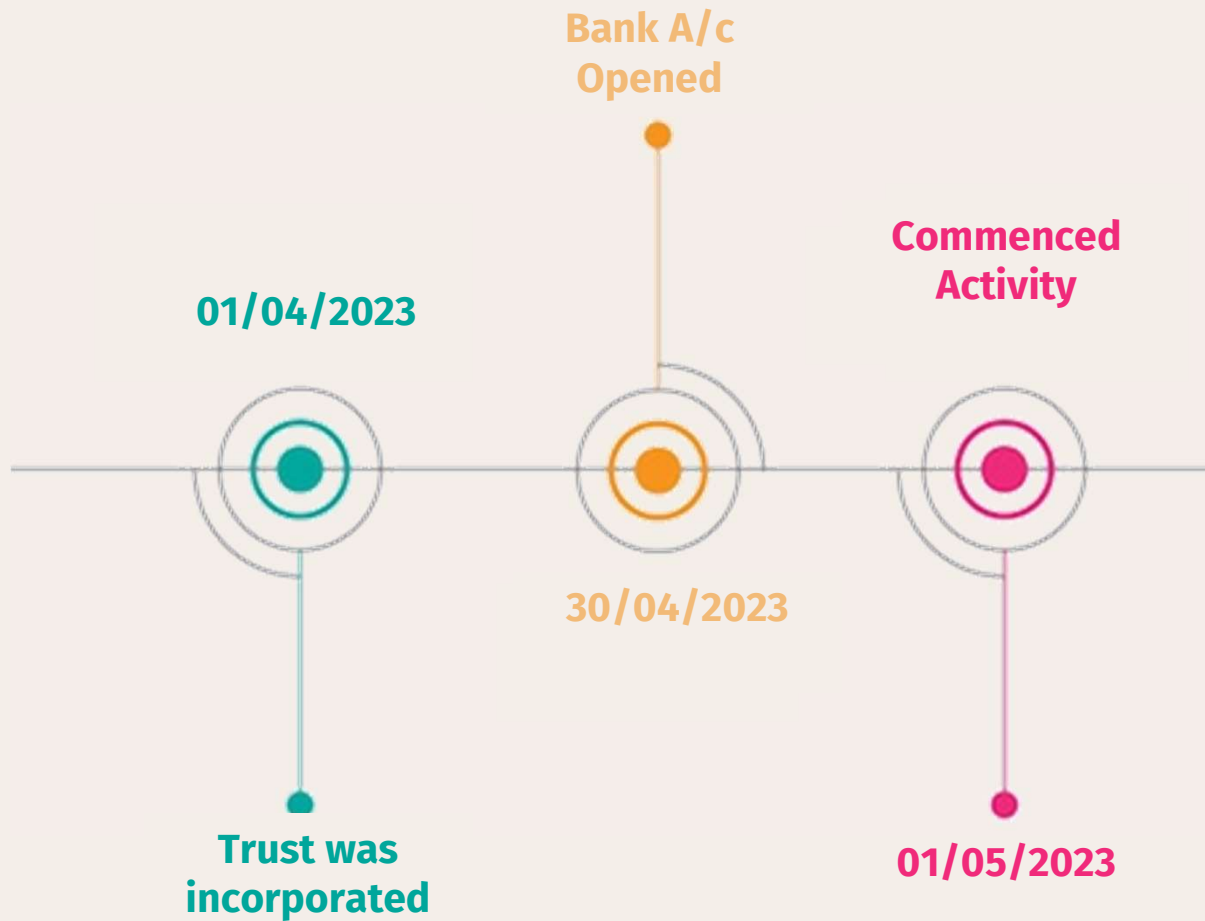 Bank A/c
Opened
Commenced
Activity
01/04/2023
30/04/2023
Trust was
incorporated
01/05/2023